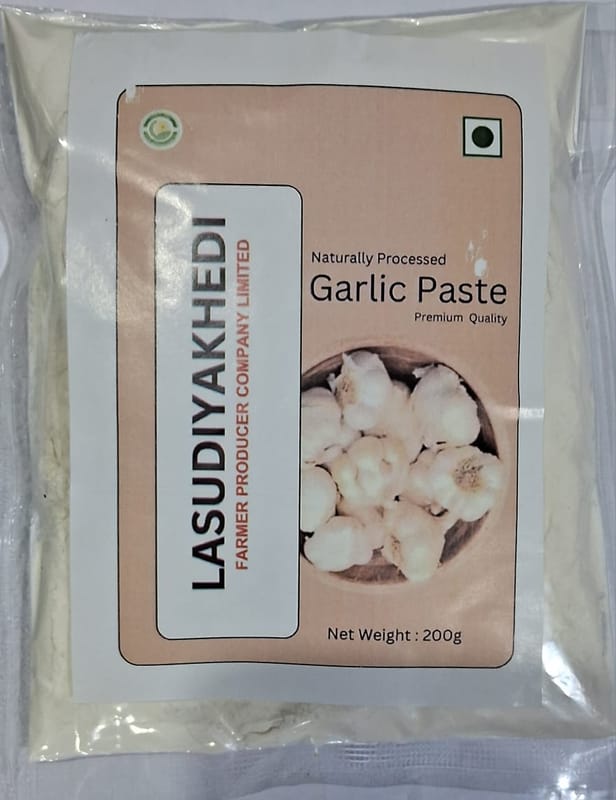 LASUDIYAKHEDI
FARMER PRODUCER COMPANY LIMITED
Naturally Processed
Garlic Paste
Premium Quality
Net Weight : 200g